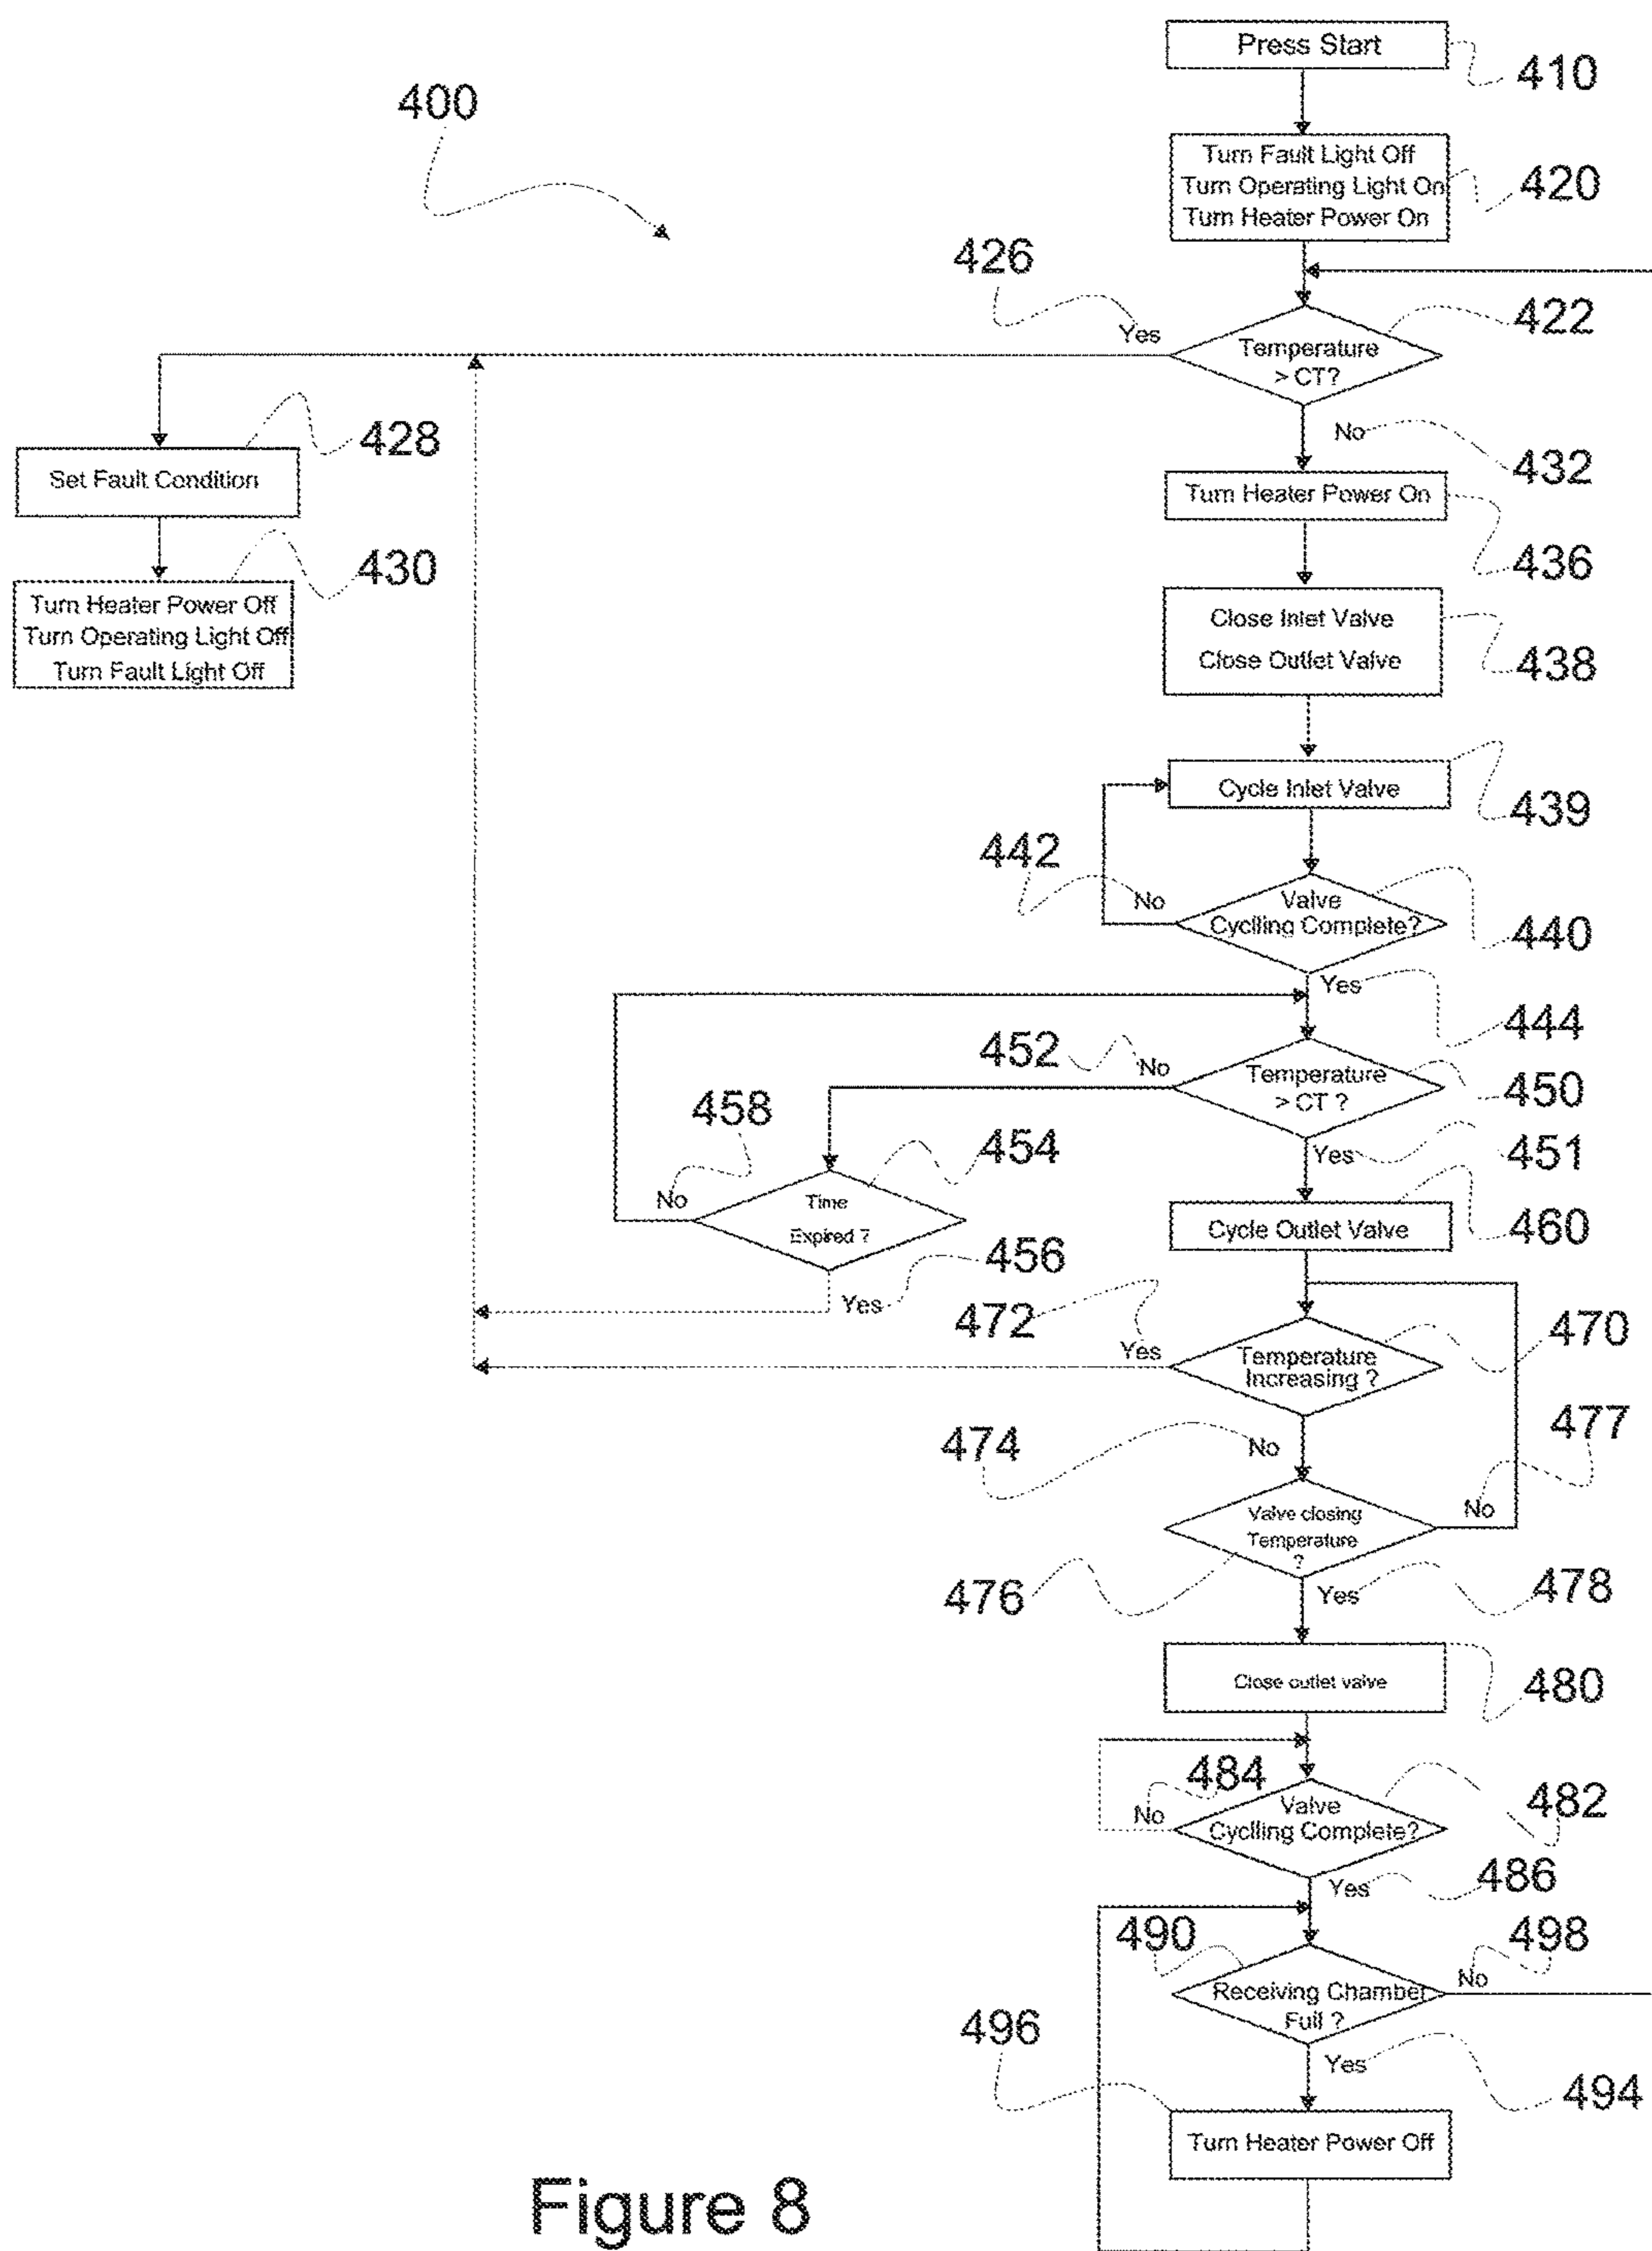 Press Start
410
400
Turn Fault Light Off
Turn Operating Light On
Turn Heater Power On
420
426
Yes
422
Temperature
> CT?
No
432
428
Set Fault Condition
Turn Heater Power On
436
430
Turn Heater Power Off
Turn Operating Light Off
Turn Fault Light Off
Close Inlet Valve
Close Outlet Valve
438
Cycle Inlet Valve
439
442
No
Valve
Cyclling Complete?
440
Yes
444
452
No
Temperature
> CT ?
450
458
454
Yes
451
No
Time
Expired ?
Cycle Outlet Valve
460
456
Yes
472
Yes
470
Temperature
Increasing ?
474
No
477
Valve closing
Temperature
?
No
476
Yes
478
Close outlet valve
480
484
No
Valve
Cyclling Complete?
482
Yes
486
490
498
No
Receiving Chamber
Full ?
496
Yes
494
Turn Heater Power Off
Figure 8